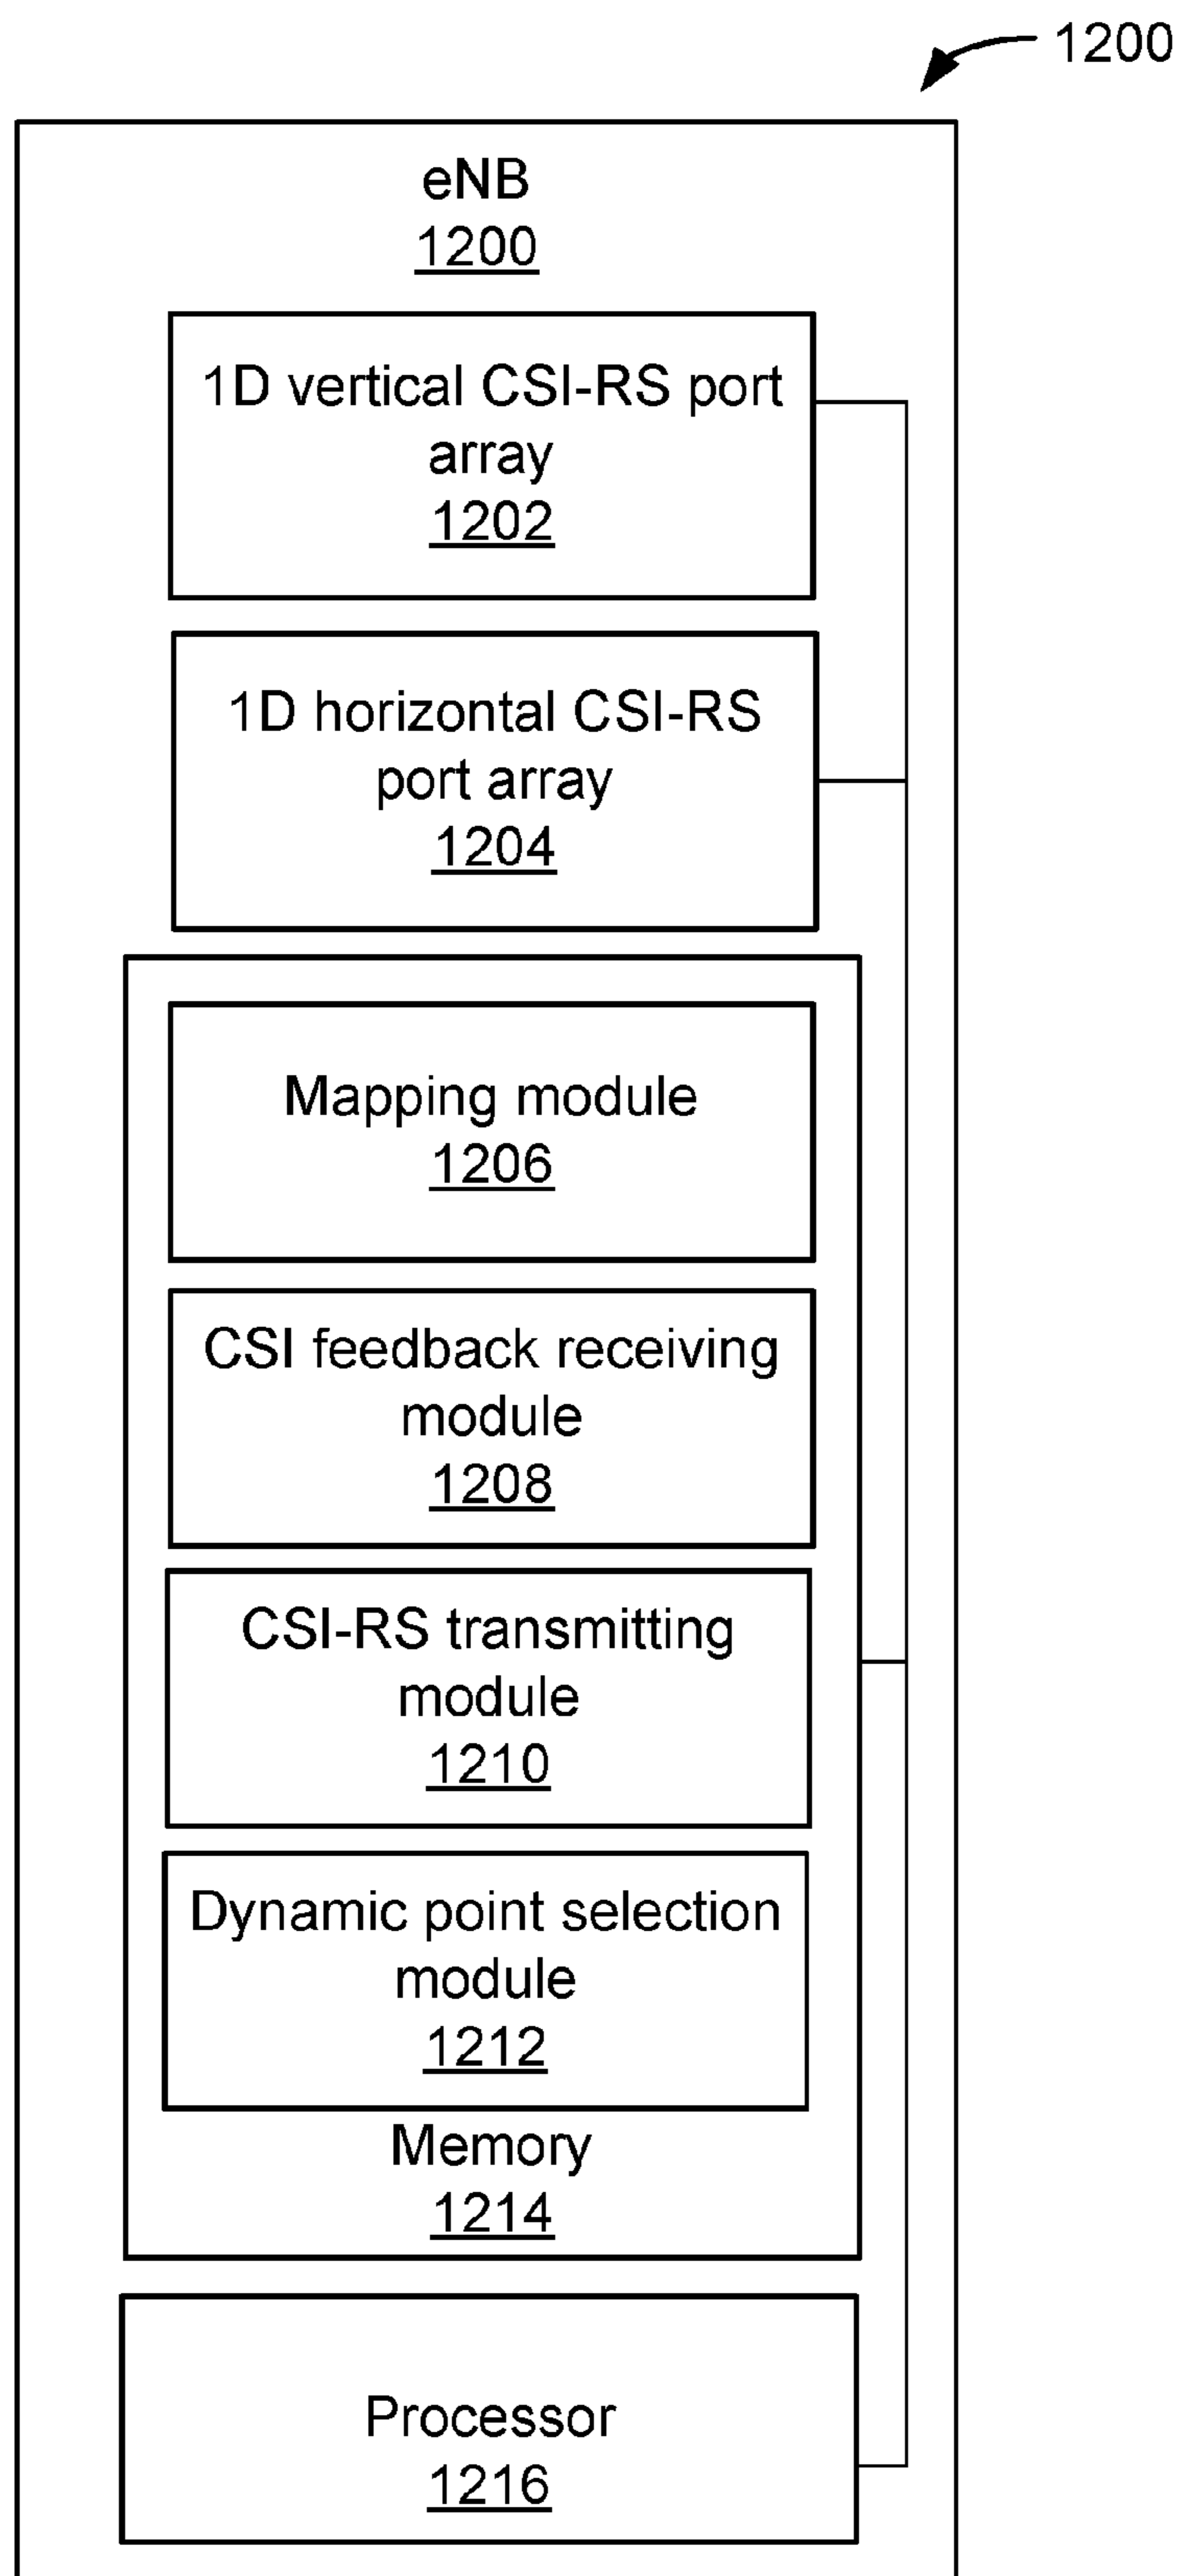 1200
eNB
1200
1D vertical CSI-RS port
array
1202
1D horizontal CSI-RS
port array
1204
Mapping module
1206
CSI feedback receiving
module
1208
CSI-RS transmitting
module
1210
Dynamic point selection
module
1212
Memory
1214
Processor
1216